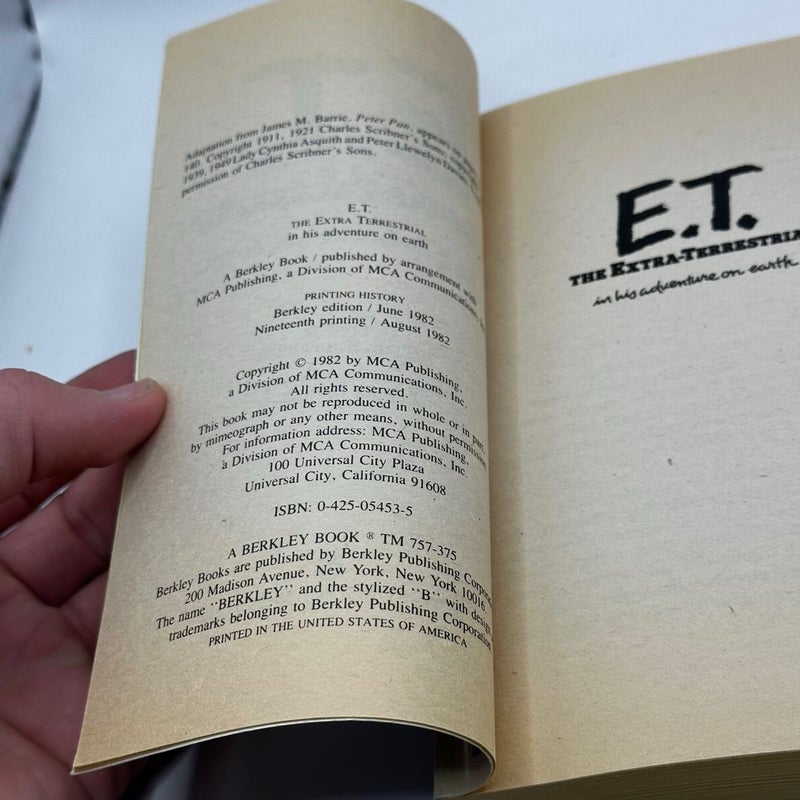 Adaptation from James M. Barrie, Peter Pan, appears on
140. Copyright 1911, 1921 Charles Scribner's Sons;
1939, 1949 Lady Cynthia Asquith and Peter Llewelyn Davies.
permission of Charles Scribner's Sons.
E.T.
THE EXTRA TERRESTRIAL
in his adventure on earth
A Berkley Book / published by arrangement with
MCA Publishing, a Division of MCA Communications,
PRINTING HISTORY
Berkley edition / June 1982
Nineteenth printing / August 1982
Copyright © 1982 by MCA Publishing,
a Division of MCA Communications, Inc.
All rights reserved.
This book may not be reproduced in whole or in part,
by mimeograph or any other means, without permission
For information address: MCA Publishing,
a Division of MCA Communications, Inc.
100 Universal City Plaza
Universal City, California 91608
ISBN: 0-425-05453-5
A BERKLEY BOOK ® TM 757-375
Berkley Books are published by Berkley Publishing
200 Madison Avenue, New York, New York 10016.
The name "BERKLEY" and the stylized "B" with design
trademarks belonging to Berkley Publishing Corporation
PRINTED IN THE UNITED STATES OF AMERICA
E.T.
THE EXTRA-TERRESTRIAL
in his adventure on earth